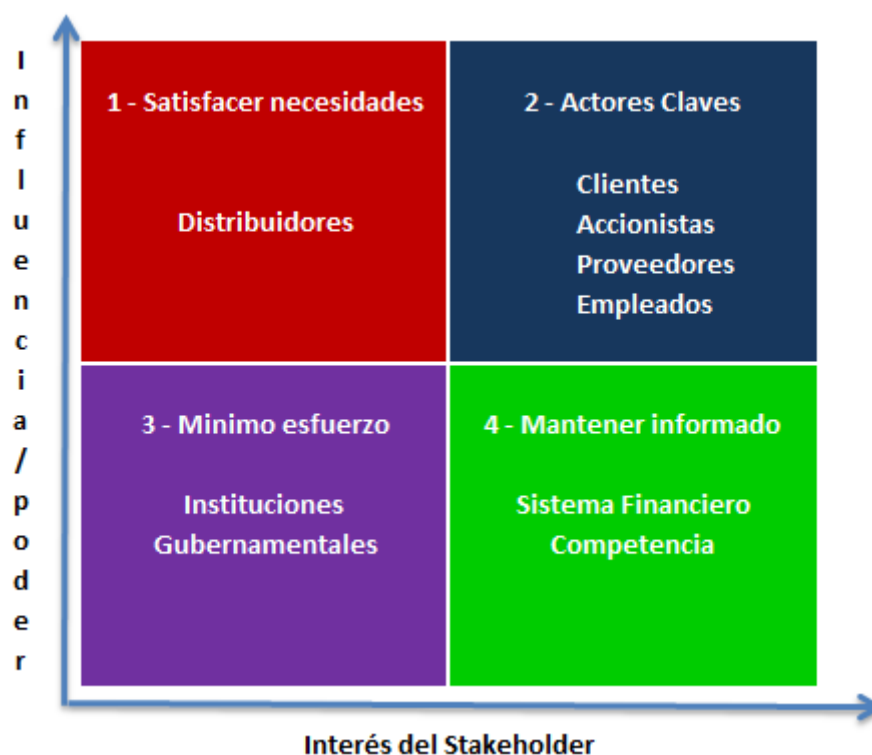 Influencia/poder
1 - Satisfacer necesidades
Distribuidores
2 - Actores Claves
Clientes
Accionistas
Proveedores
Empleados
3 - Minimo esfuerzo
Instituciones
Gubernamentales
4 - Mantener informado
Sistema Financiero
Competencia
Interés del Stakeholder